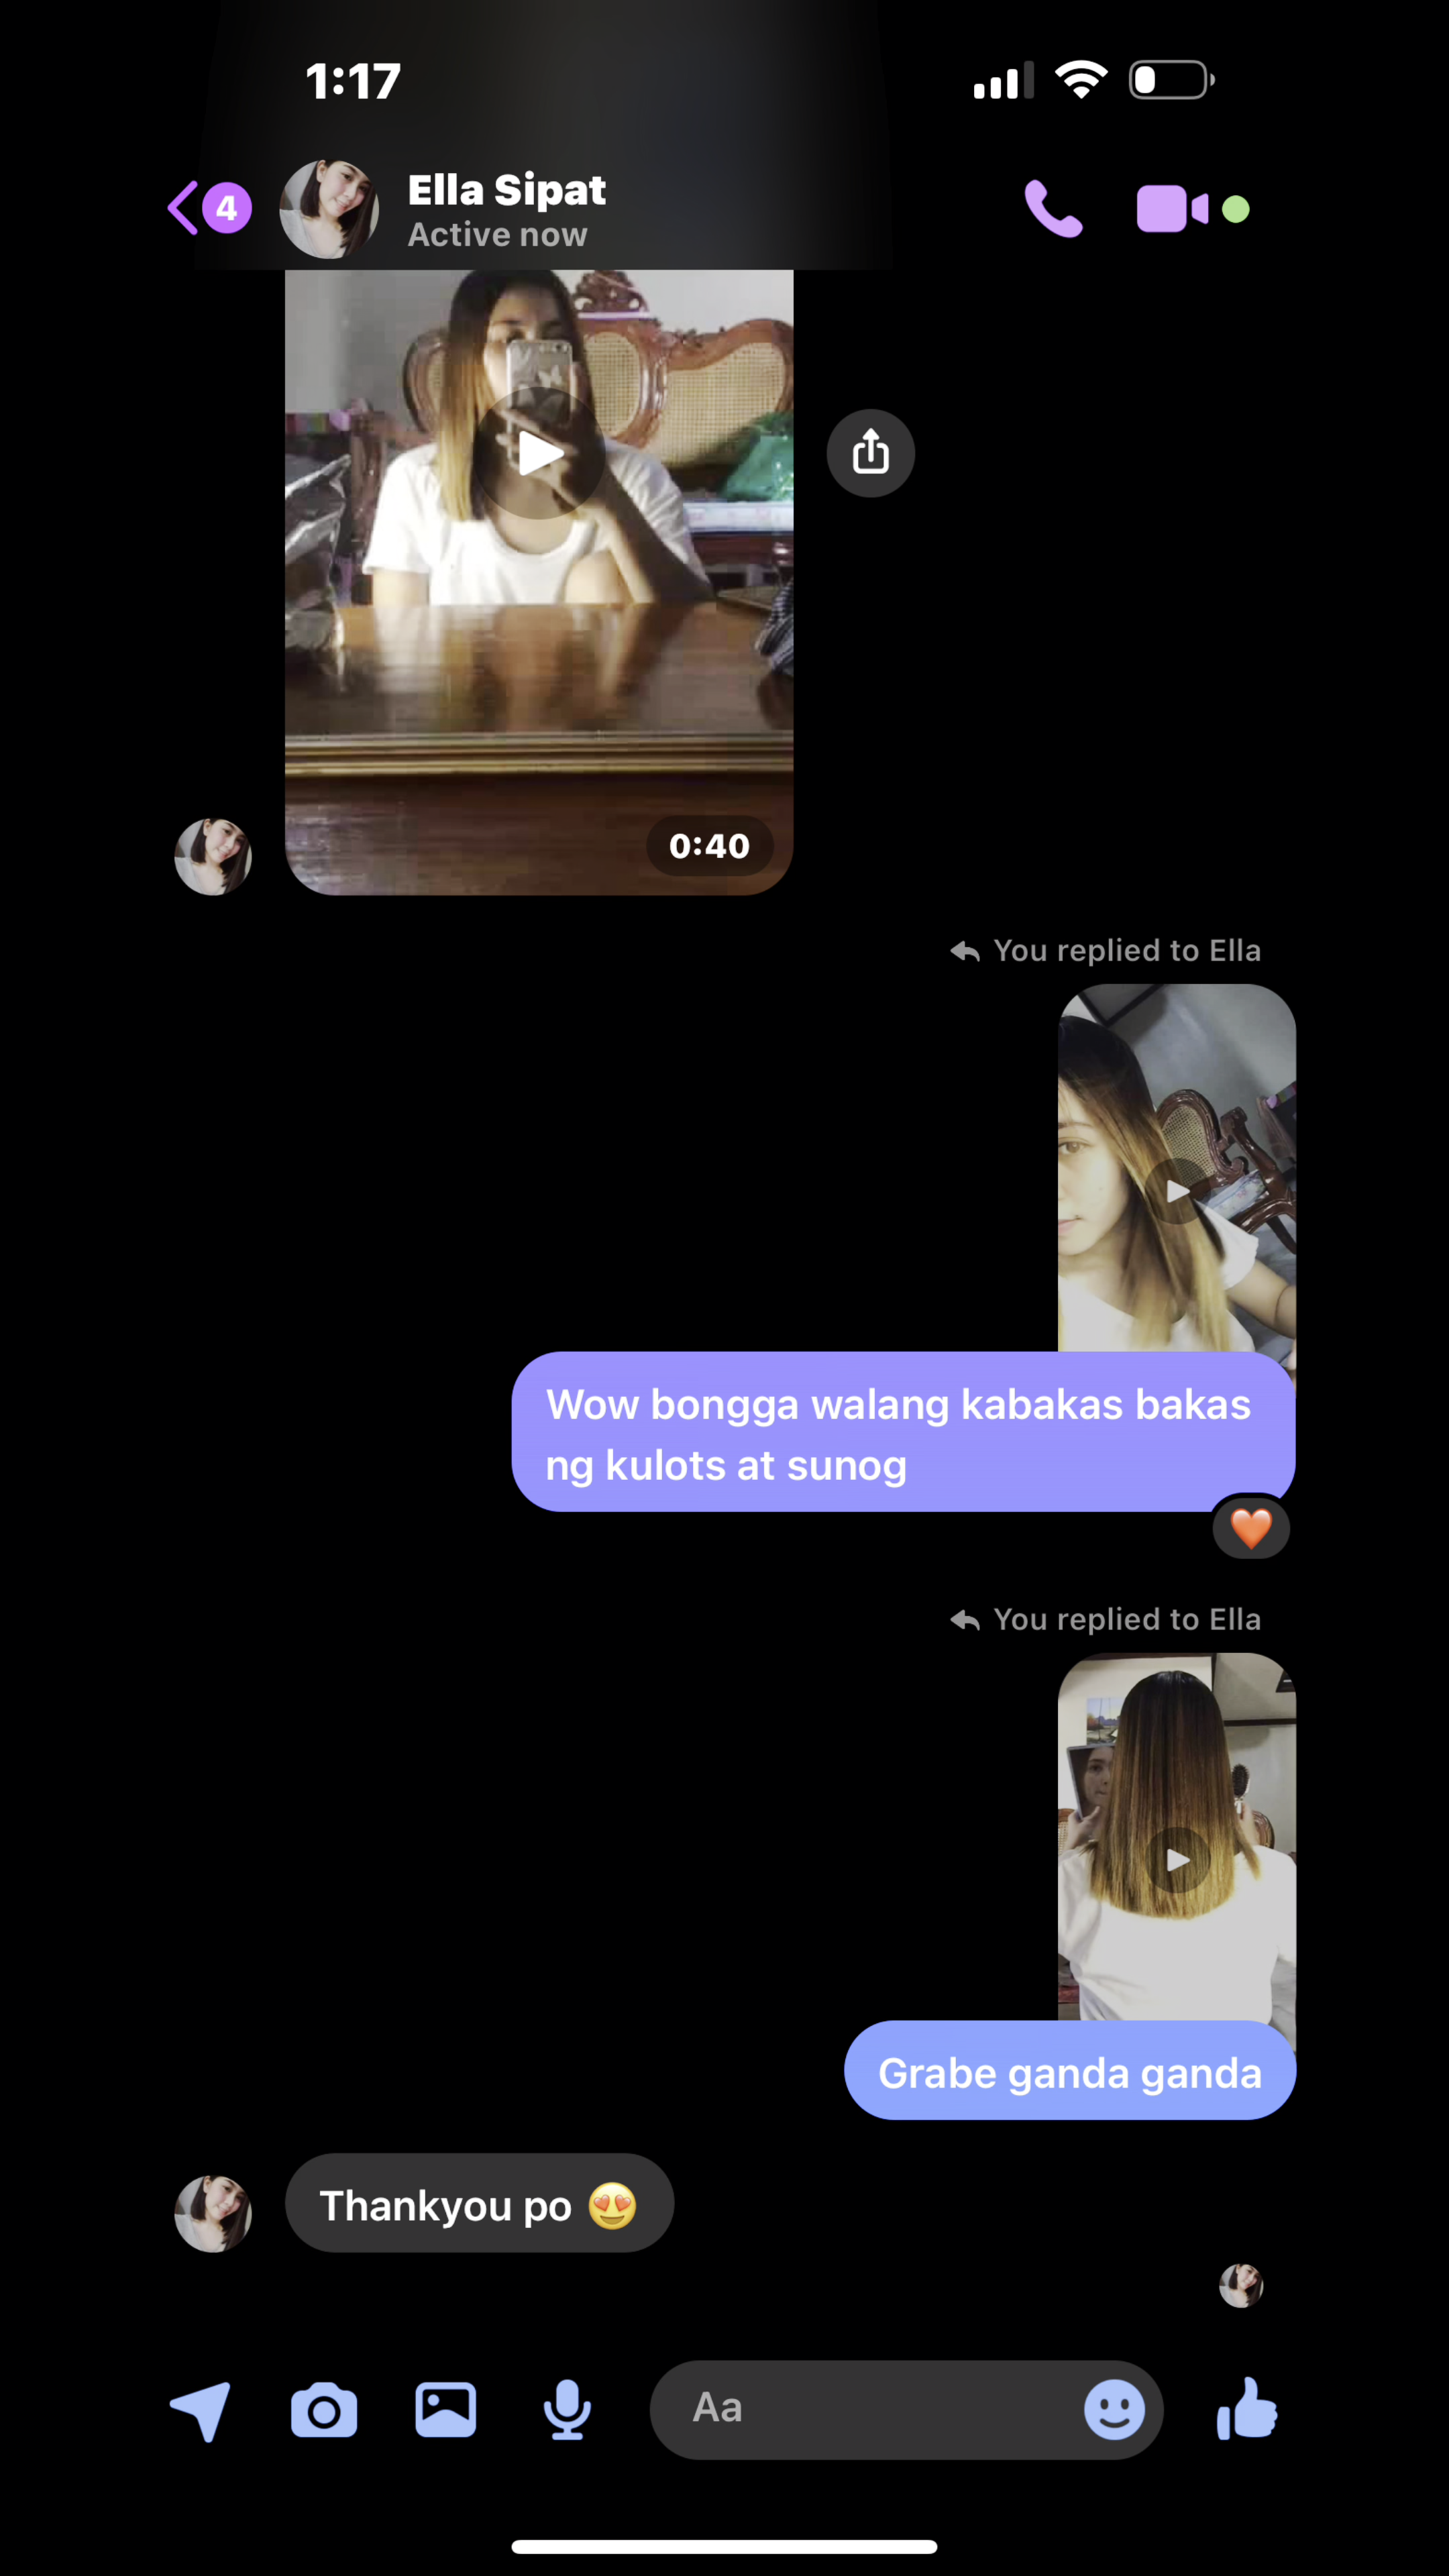 1:17
4
Ella Sipat
Active now
0:40
You replied to Ella
Wow bongga walang kabakas bakas
ng kulots at sunog
You replied to Ella
Grabe ganda ganda
Thankyou po 😍
Aa